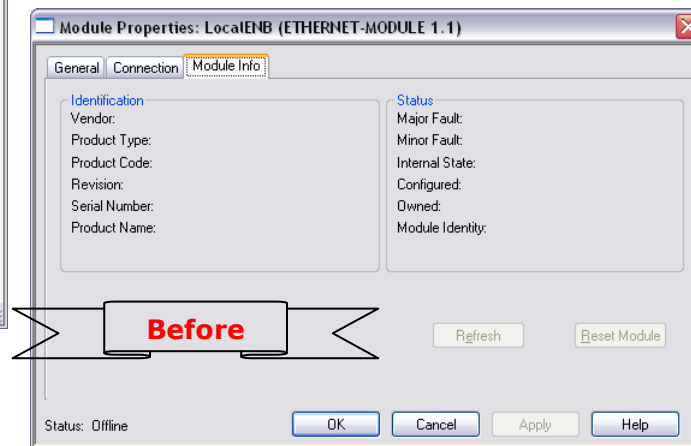 Module Properties: LocalENB (ETHERNET-MODULE 1.1)
General Connection Module Info
Identification
Vendor:
Product Type:
Product Code:
Revision:
Serial Number:
Product Name:
Status
Major Fault:
Minor Fault:
Internal State:
Configured:
Owned:
Module Identity:
Before
Refresh Reset Module
Status: Offline OK Cancel Apply Help